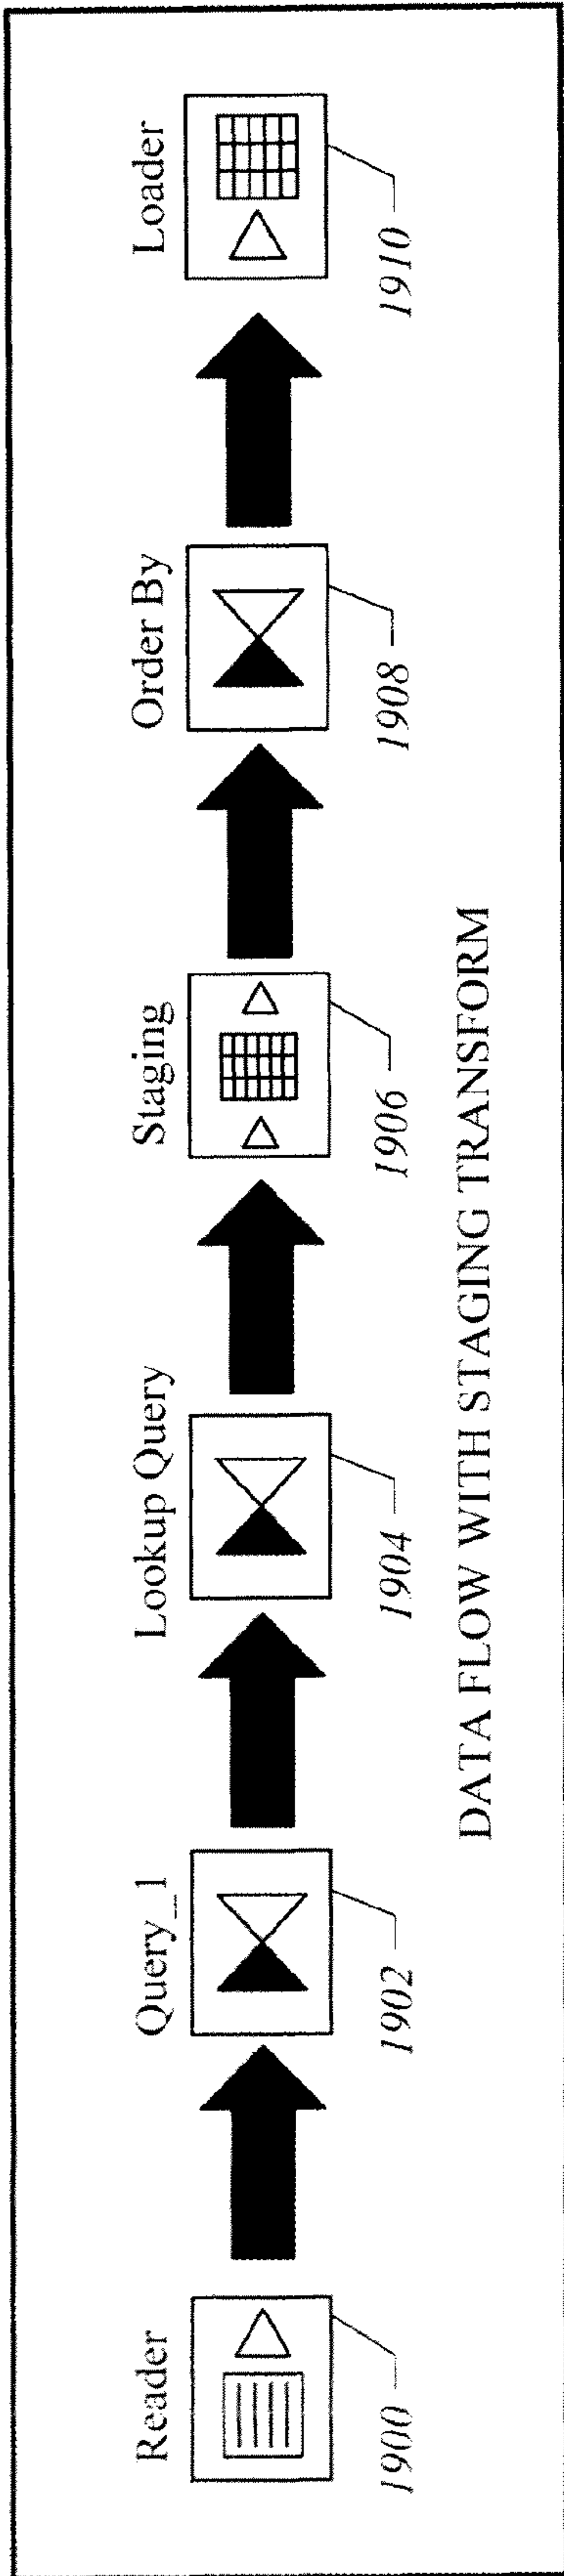 Reader
Query_1
Lookup Query
Staging
Order By
Loader
1900
1902
1904
1906
1908
1910
DATA FLOW WITH STAGING TRANSFORM